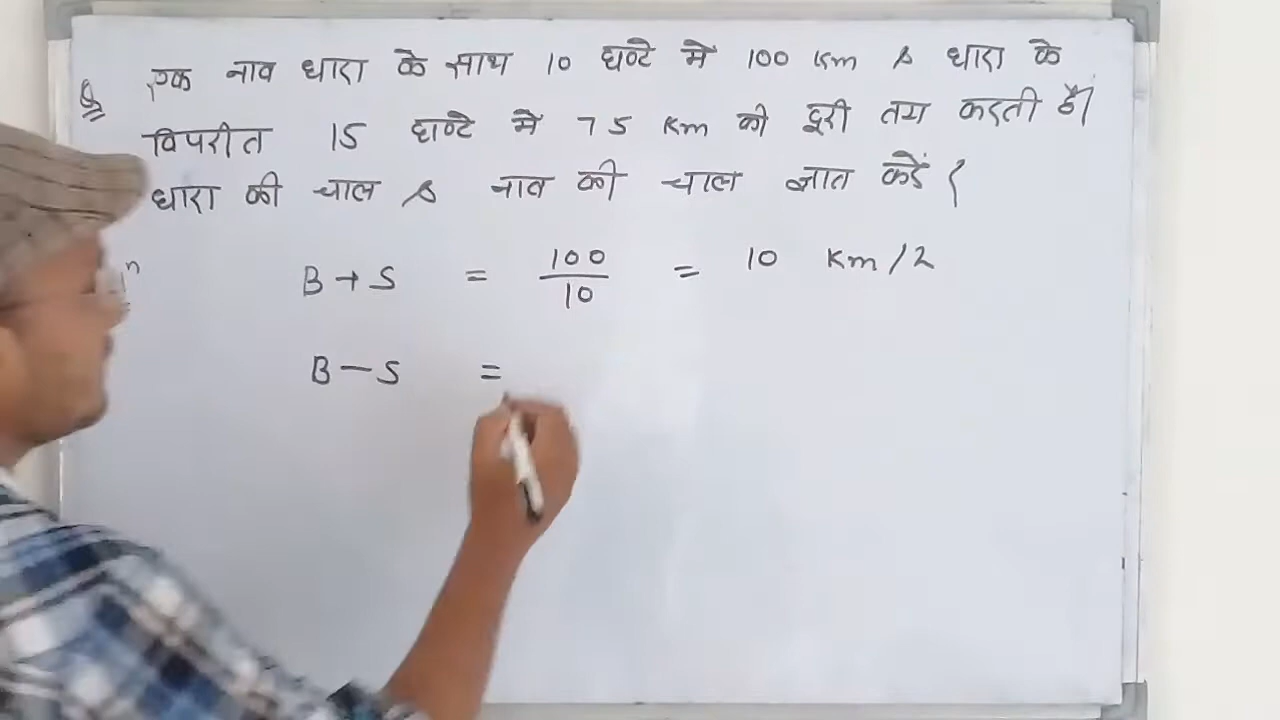 Q एक नाव धारा के साथ 10 घण्टे में 100 Km & धारा के
विपरीत 15 घण्टे में 75 Km की दूरी तय करती है।
धारा की चाल & नाव की चाल ज्ञात करें {
n
B + S = 100/10 = 10 Km/h
B - S =